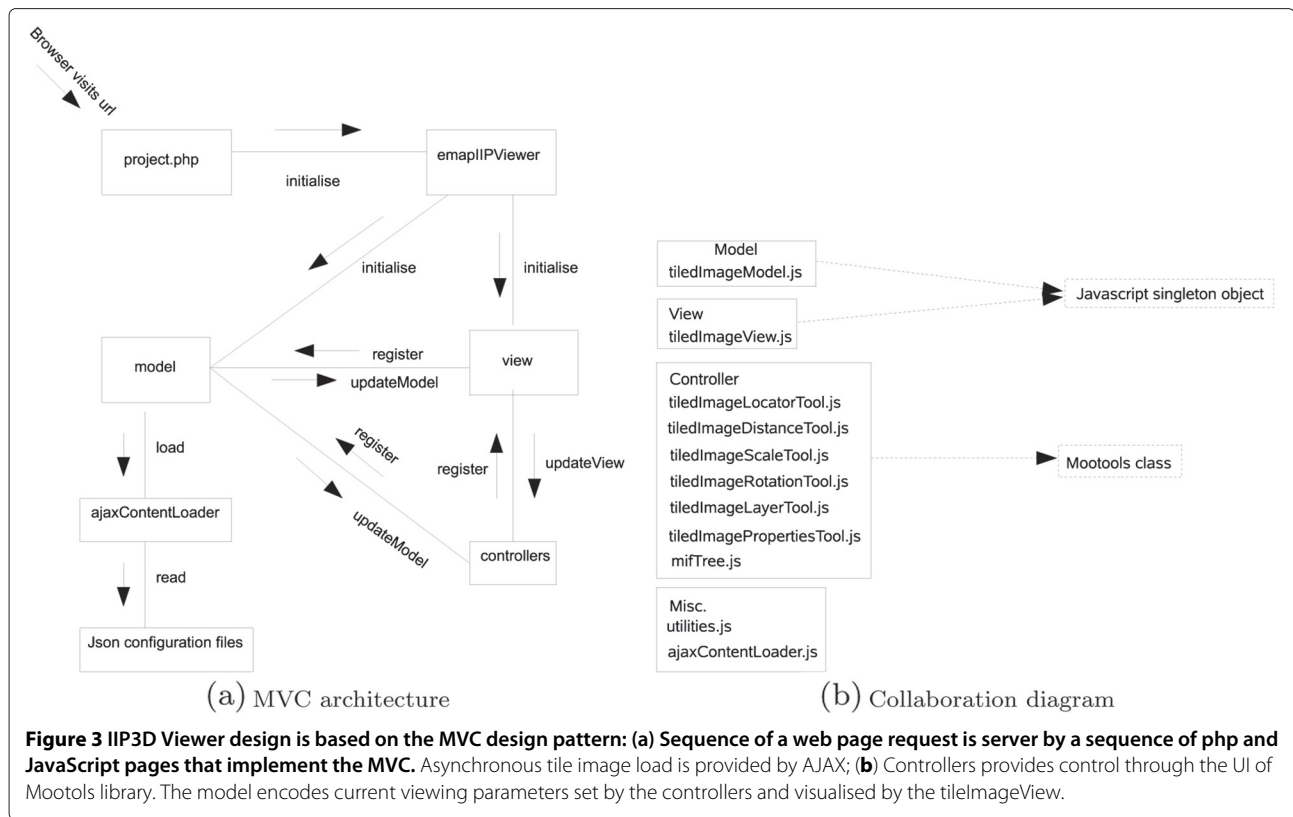 Browser visits url
project.php
initialise
emapIIPViewer
initialise
initialise
model
register
updateModel
view
load
register
updateModel
register
updateView
ajaxContentLoader
controllers
read
Json configuration files
(a) MVC architecture
Model
tiledImageModel.js
View
tiledImageView.js
Javascript singleton object
Controller
tiledImageLocatorTool.js
tiledImageDistanceTool.js
tiledImageScaleTool.js
tiledImageRotationTool.js
tiledImageLayerTool.js
tiledImagePropertiesTool.js
mifTree.js
Mootools class
Misc.
utilities.js
ajaxContentLoader.js
(b) Collaboration diagram
Figure 3 IIP3D Viewer design is based on the MVC design pattern: (a) Sequence of a web page request is server by a sequence of php and
JavaScript pages that implement the MVC. Asynchronous tile image load is provided by AJAX; (b) Controllers provides control through the UI of
Mootols library. The model encodes current viewing parameters set by the controllers and visualised by the tileImageView.